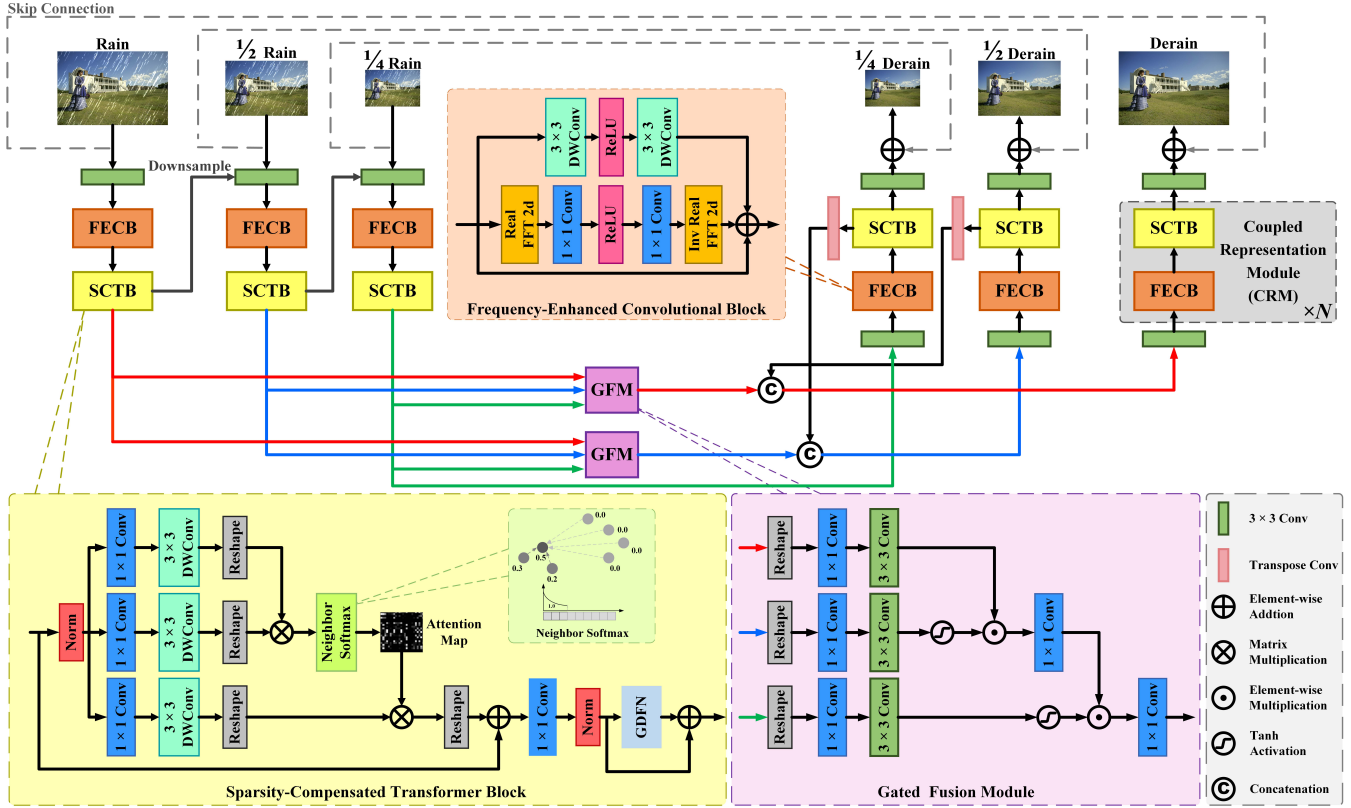 Skip Connection
Rain
1/2 Rain
1/4 Rain
1/4 Derain
1/2 Derain
Derain
Downsample
FECB
FECB
FECB
SCTB
SCTB
SCTB
3 × 3
DWConv
ReLU
3 × 3
DWConv
Real
FFT 2d
1 × 1 Conv
ReLU
1 × 1 Conv
Inv Real
FFT 2d
Frequency-Enhanced Convolutional Block
SCTB
SCTB
SCTB
FECB
FECB
FECB
Coupled
Representation
Module
(CRM)
×N
GFM
C
GFM
C
1 × 1 Conv
3 × 3
DWConv
Reshape
Norm
1 × 1 Conv
3 × 3
DWConv
Reshape
Neighbor
Softmax
Attention
Map
1 × 1 Conv
3 × 3
DWConv
Reshape
Reshape
1 × 1 Conv
Norm
GDFN
0.0
0.0
0.0
0.0
0.5
0.3
0.2
1.0
Neighbor Softmax
Sparsity-Compensated Transformer Block
Reshape
1 × 1 Conv
3 × 3 Conv
Reshape
1 × 1 Conv
3 × 3 Conv
1 × 1 Conv
Reshape
1 × 1 Conv
3 × 3 Conv
1 × 1 Conv
Gated Fusion Module
3 × 3 Conv
Transpose Conv
Element-wise
Addtion
Matrix
Multiplication
Element-wise
Multiplication
Tanh
Activation
C
Concatenation